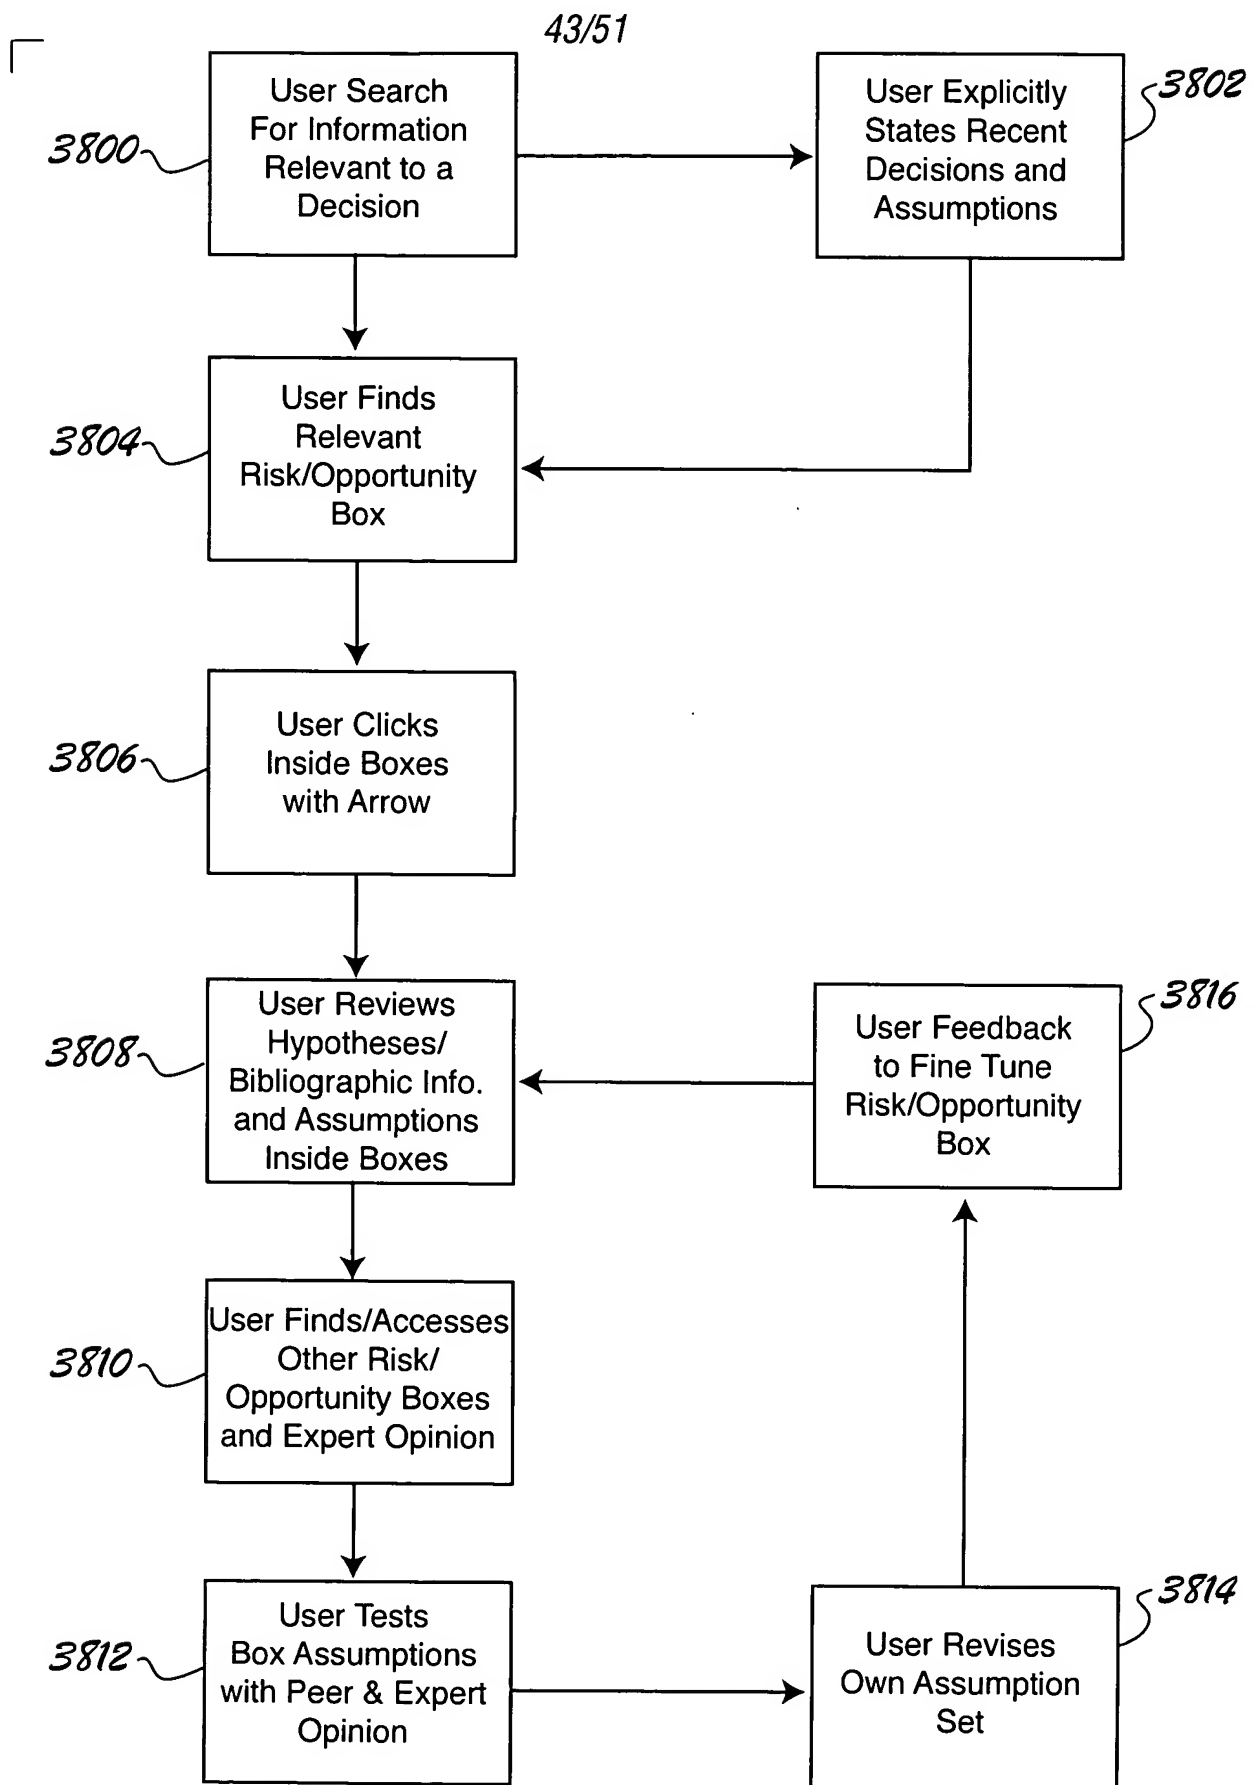 43/51
3800
User Search
For Information
Relevant to a
Decision
User Explicitly
States Recent
Decisions and
Assumptions
3802
3804
User Finds
Relevant
Risk/Opportunity
Box
3806
User Clicks
Inside Boxes
with Arrow
3808
User Reviews
Hypotheses/
Bibliographic Info.
and Assumptions
Inside Boxes
User Feedback
to Fine Tune
Risk/Opportunity
Box
3816
3810
User Finds/Accesses
Other Risk/
Opportunity Boxes
and Expert Opinion
3812
User Tests
Box Assumptions
with Peer & Expert
Opinion
User Revises
Own Assumption
Set
3814